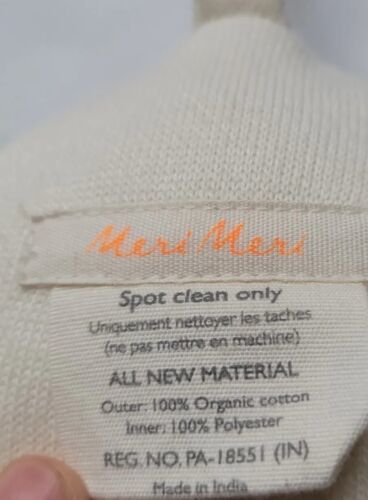 Meri Meri
Spot clean only
Uniquement nettoyer les taches
(ne pas mettre en machine)
ALL NEW MATERIAL
Outer: 100% Organic cotton
Inner: 100% Polyester
REG. NO. PA-18551 (IN)
Made in India